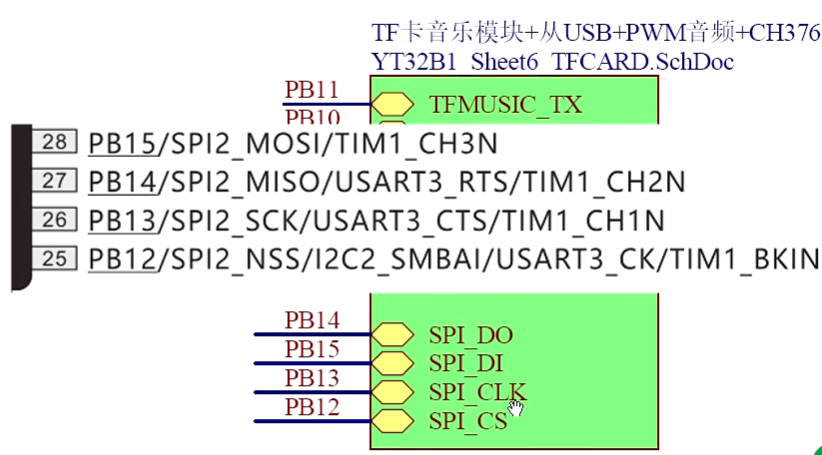 TF卡音乐模块+从USB+PWM音频+CH376
YT32B1_Sheet6_TFCARD.SchDoc
PB11 TFMUSIC_TX
PB10
28 PB15/SPI2_MOSI/TIM1_CH3N
27 PB14/SPI2_MISO/USART3_RTS/TIM1_CH2N
26 PB13/SPI2_SCK/USART3_CTS/TIM1_CH1N
25 PB12/SPI2_NSS/I2C2_SMBAI/USART3_CK/TIM1_BKIN
PB14 SPI_DO
PB15 SPI_DI
PB13 SPI_CLK
PB12 SPI_CS